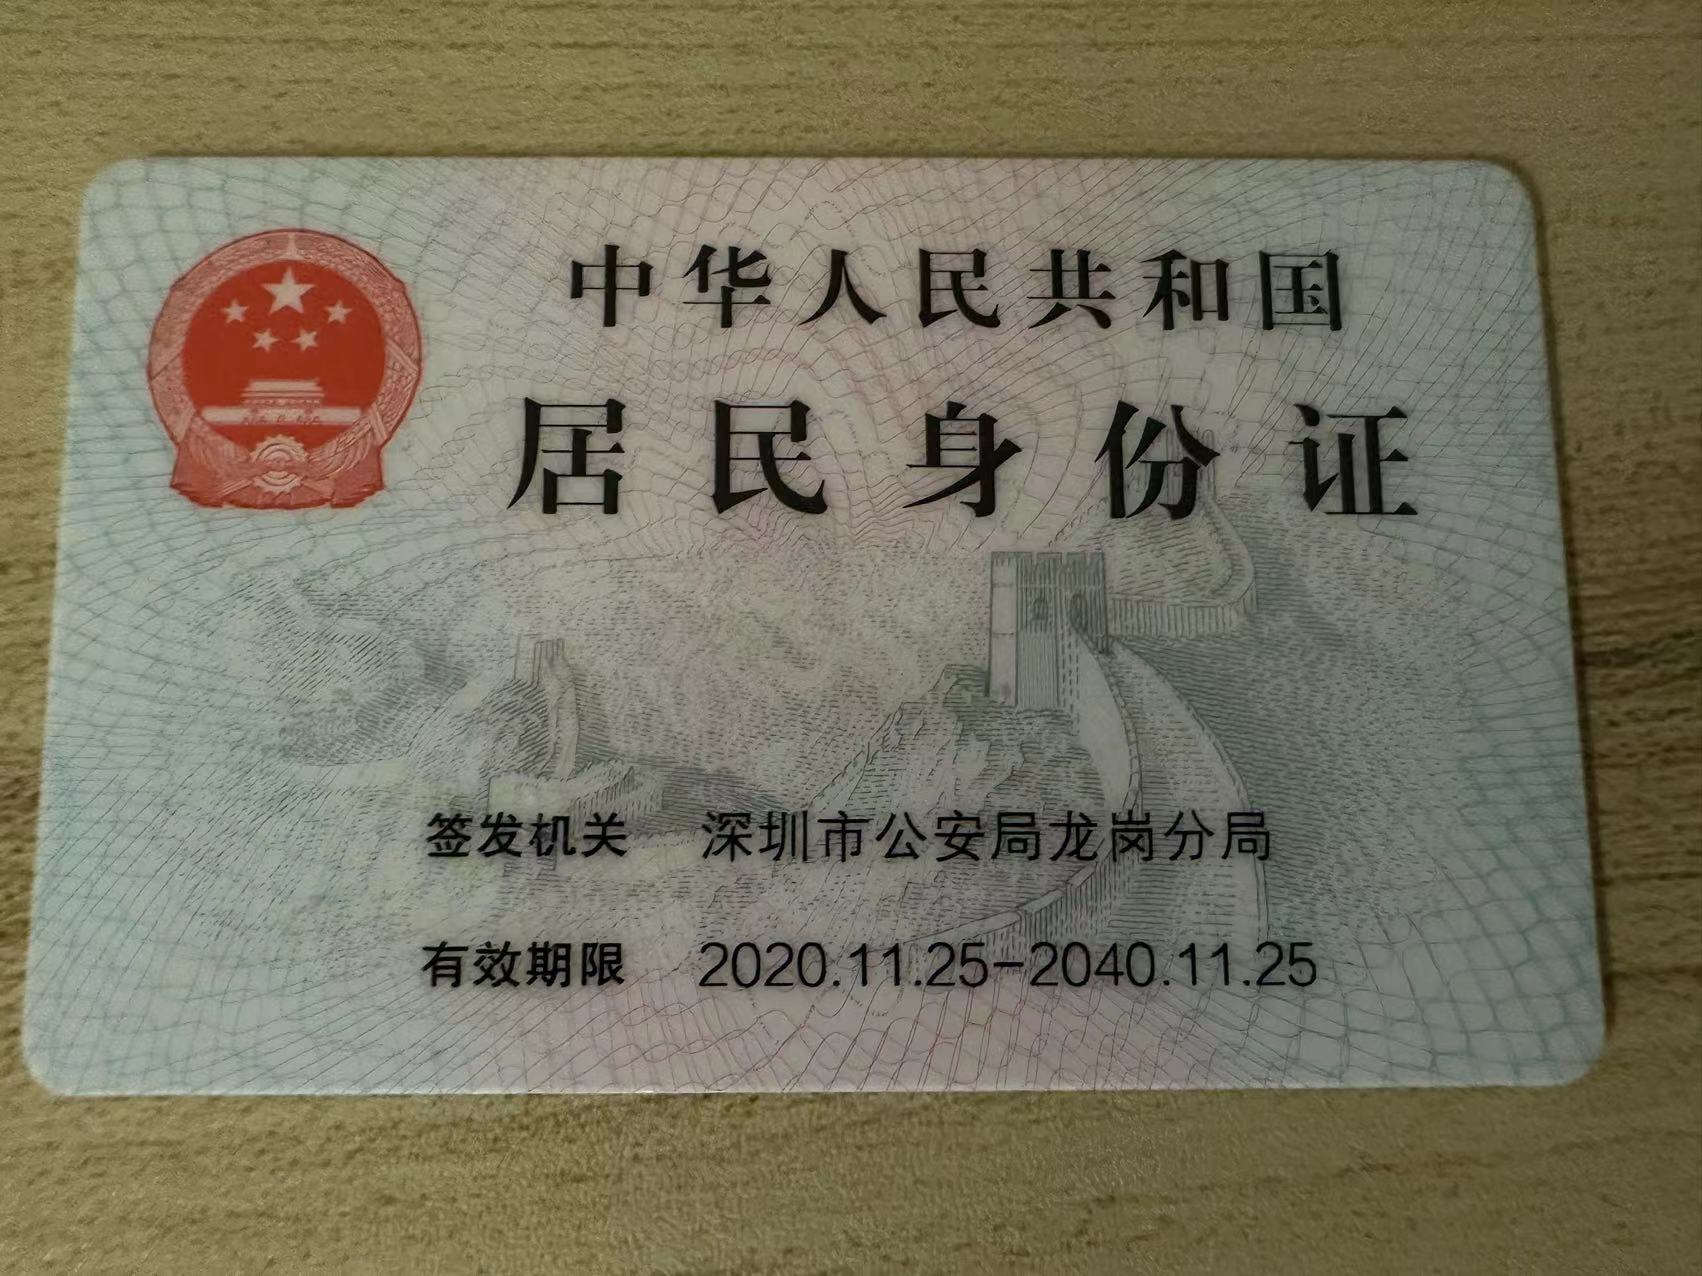 中华人民共和国
居民身份证
签发机关 深圳市公安局龙岗分局
有效期限 2020.11.25-2040.11.25